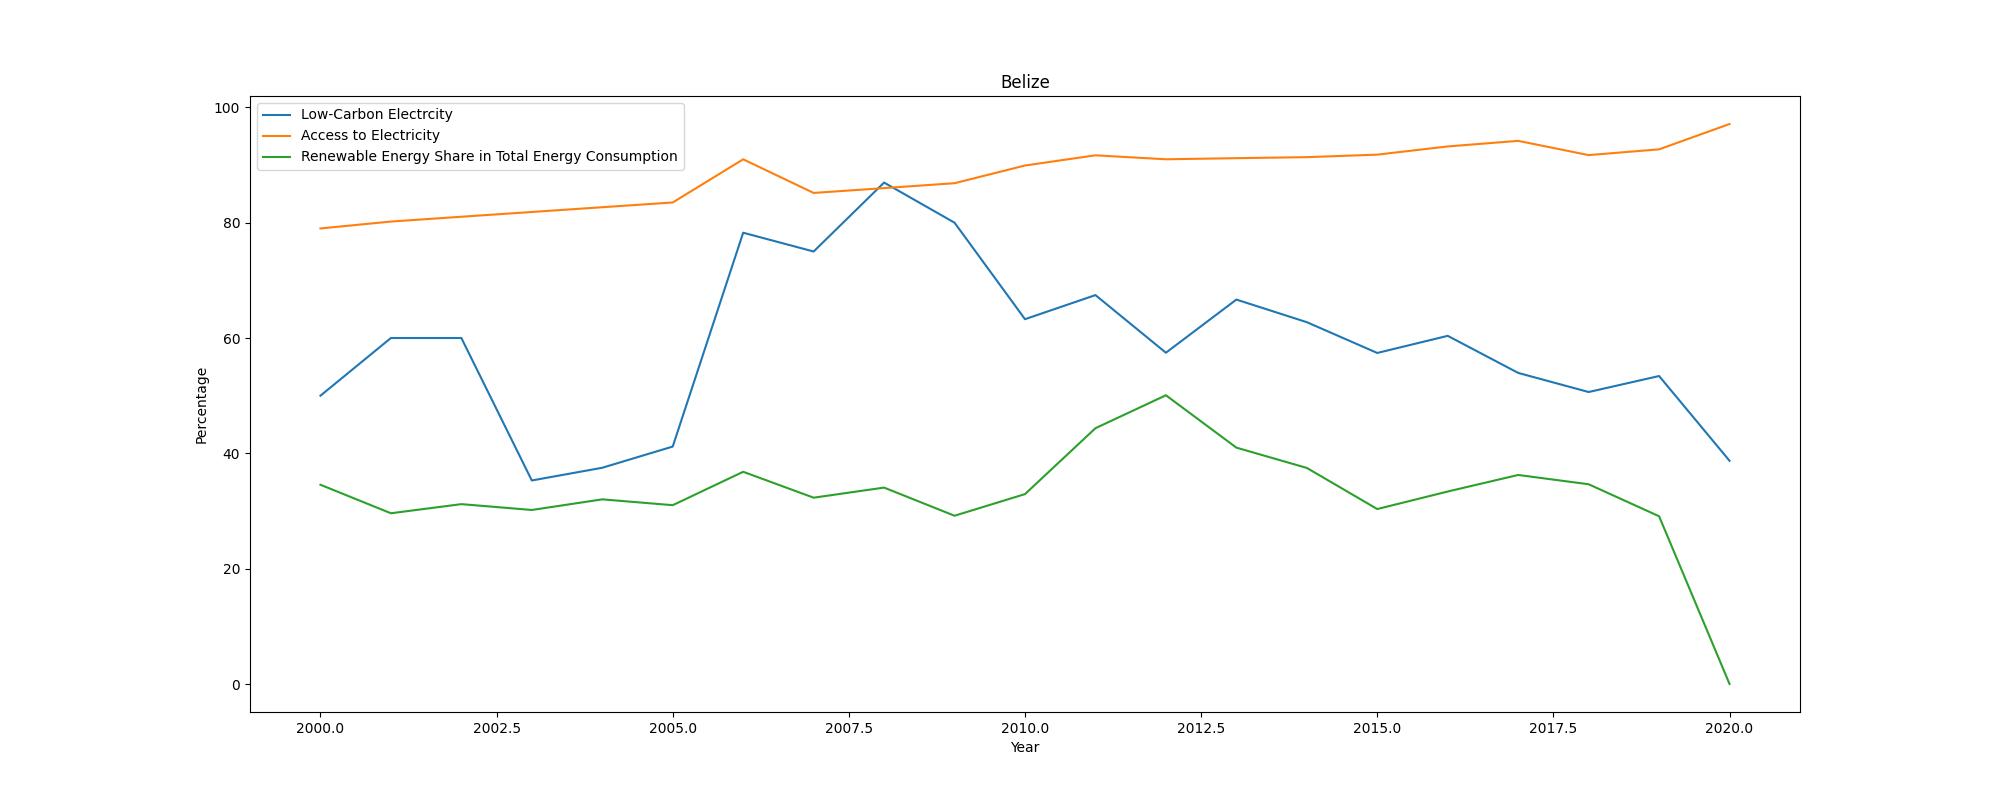 Belize
Low-Carbon Electrcity
Access to Electricity
Renewable Energy Share in Total Energy Consumption
Percentage
100
80
60
40
20
0
2000.0 2002.5 2005.0 2007.5 2010.0 2012.5 2015.0 2017.5 2020.0
Year